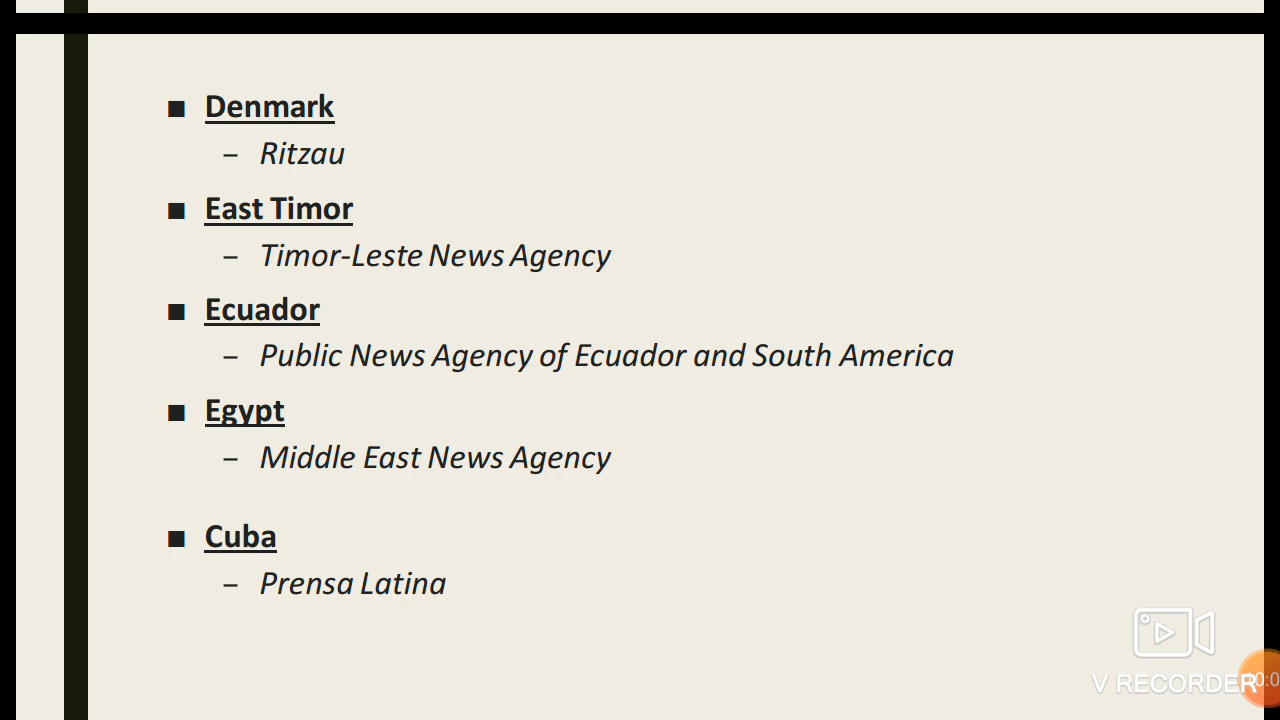 ■ Denmark
– Ritzau
■ East Timor
– Timor-Leste News Agency
■ Ecuador
– Public News Agency of Ecuador and South America
■ Egypt
– Middle East News Agency
■ Cuba
– Prensa Latina
V RECORDER